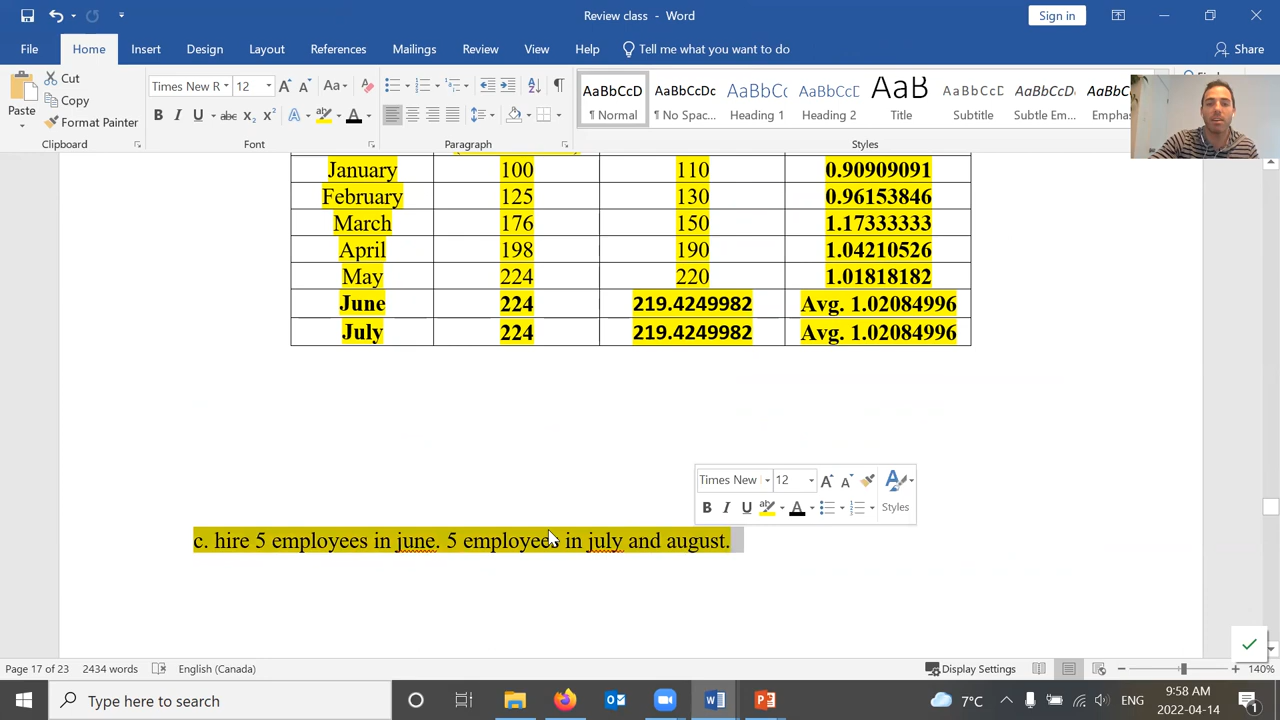 Review class - Word
Sign in
File Home Insert Design Layout References Mailings Review View Help Tell me what you want to do Share
Paste
Cut
Copy
Format Painter
Times New R 12
Clipboard Font Paragraph Styles
AaBbCcD AaBbCcDc AaBbCc AaBbCcD AaB AaBbCcD AaBbCcD
¶ Normal ¶ No Spac... Heading 1 Heading 2 Title Subtitle Subtle Em...
January 100 110 0.90909091
February 125 130 0.96153846
March 176 150 1.17333333
April 198 190 1.04210526
May 224 220 1.01818182
June 224 219.4249982 Avg. 1.02084996
July 224 219.4249982 Avg. 1.02084996
Times New 12
Styles
c. hire 5 employees in june. 5 employees in july and august.
Page 17 of 23 2434 words English (Canada) Display Settings 140%
Type here to search
7°C ENG
9:58 AM
2022-04-14
1